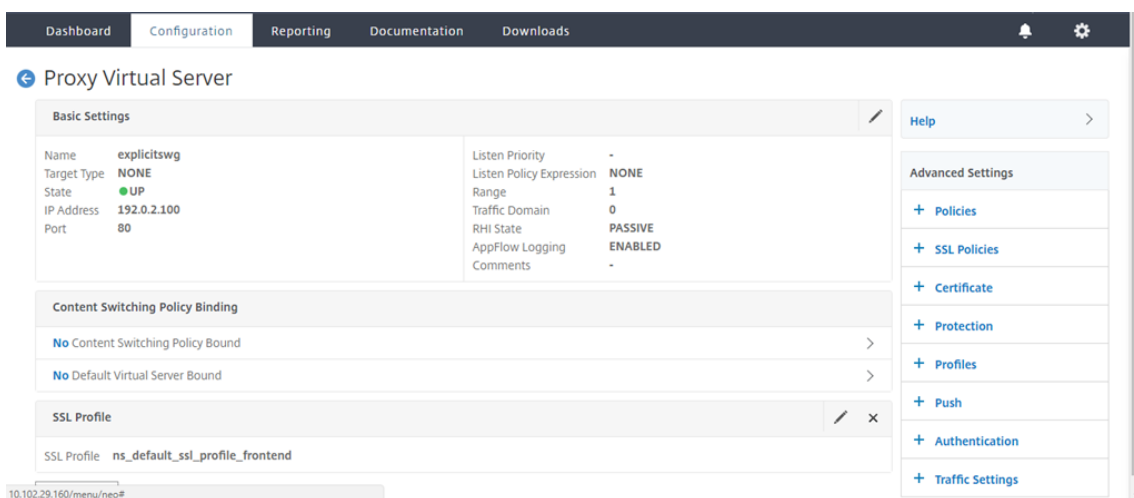 Dashboard Configuration Reporting Documentation Downloads
Proxy Virtual Server
Basic Settings
Name explicitswg
Target Type NONE
State UP
IP Address 192.0.2.100
Port 80
Listen Priority -
Listen Policy Expression NONE
Range 1
Traffic Domain 0
RHI State PASSIVE
AppFlow Logging ENABLED
Comments -
Content Switching Policy Binding
No Content Switching Policy Bound
No Default Virtual Server Bound
SSL Profile
SSL Profile ns_default_ssl_profile_frontend
10.102.29.160/menu/neo#
Help
Advanced Settings
+ Policies
+ SSL Policies
+ Certificate
+ Protection
+ Profiles
+ Push
+ Authentication
+ Traffic Settings